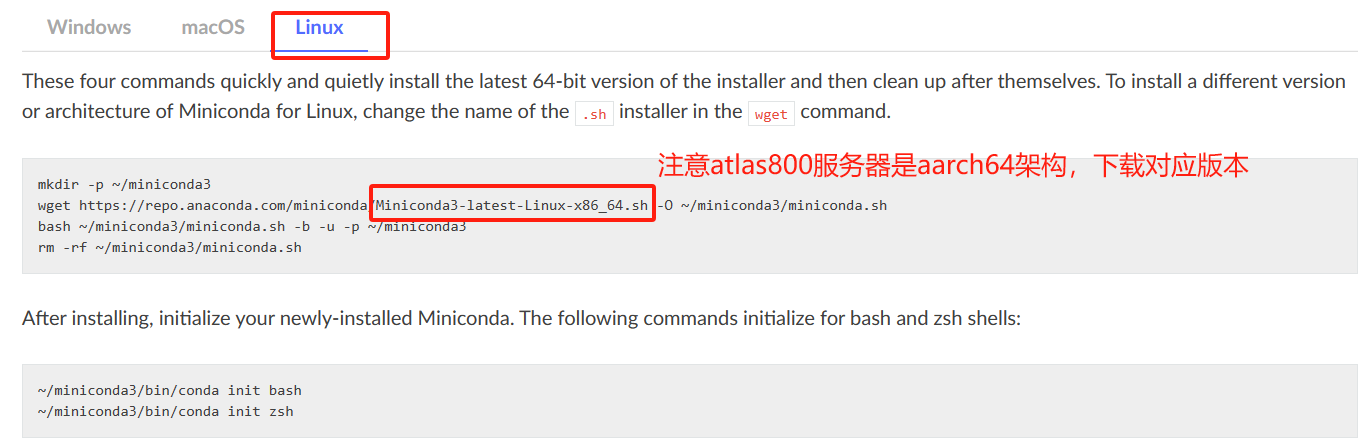 Windows macOS Linux
These four commands quickly and quietly install the latest 64-bit version of the installer and then clean up after themselves. To install a different version
or architecture of Miniconda for Linux, change the name of the .sh installer in the wget command.
注意atlas800服务器是aarch64架构，下载对应版本
mkdir -p ~/miniconda3
wget https://repo.anaconda.com/miniconda/Miniconda3-latest-Linux-x86_64.sh -O ~/miniconda3/miniconda.sh
bash ~/miniconda3/miniconda.sh -b -u -p ~/miniconda3
rm -rf ~/miniconda3/miniconda.sh
After installing, initialize your newly-installed Miniconda. The following commands initialize for bash and zsh shells:
~/miniconda3/bin/conda init bash
~/miniconda3/bin/conda init zsh